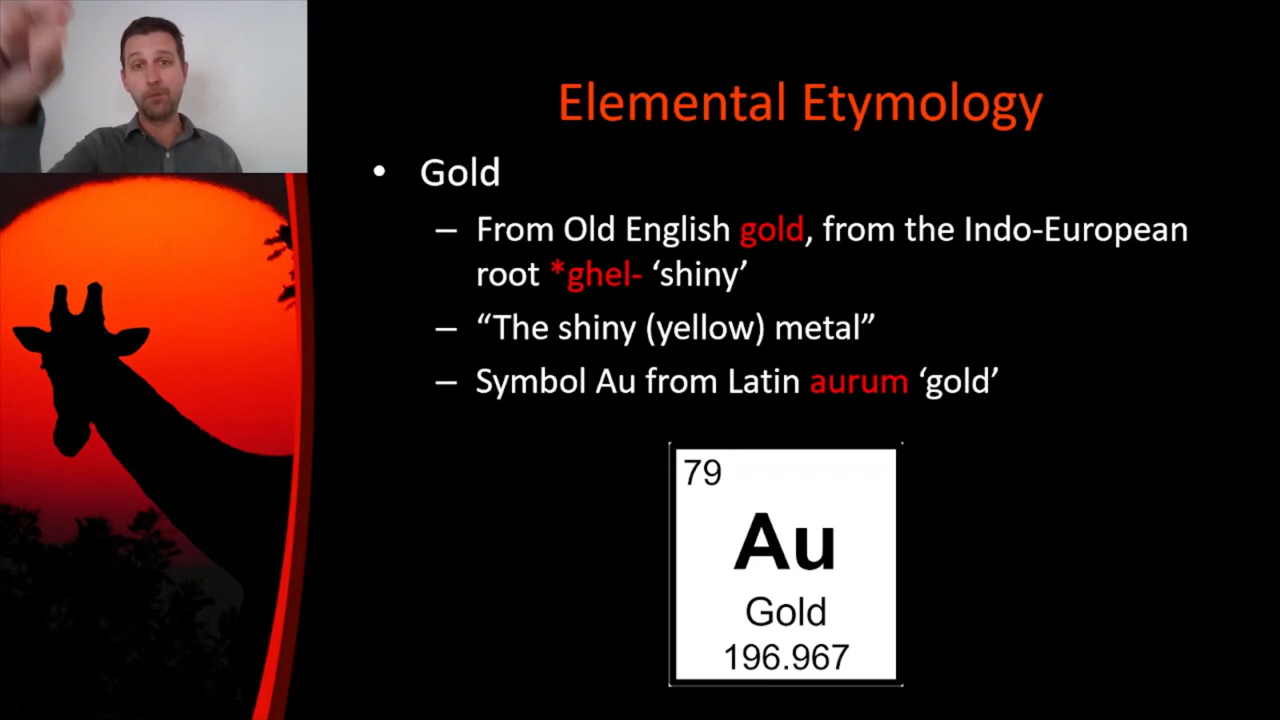 Elemental Etymology
• Gold
– From Old English gold, from the Indo-European
root *ghel- ‘shiny’
– “The shiny (yellow) metal”
– Symbol Au from Latin aurum ‘gold’
79
Au
Gold
196.967